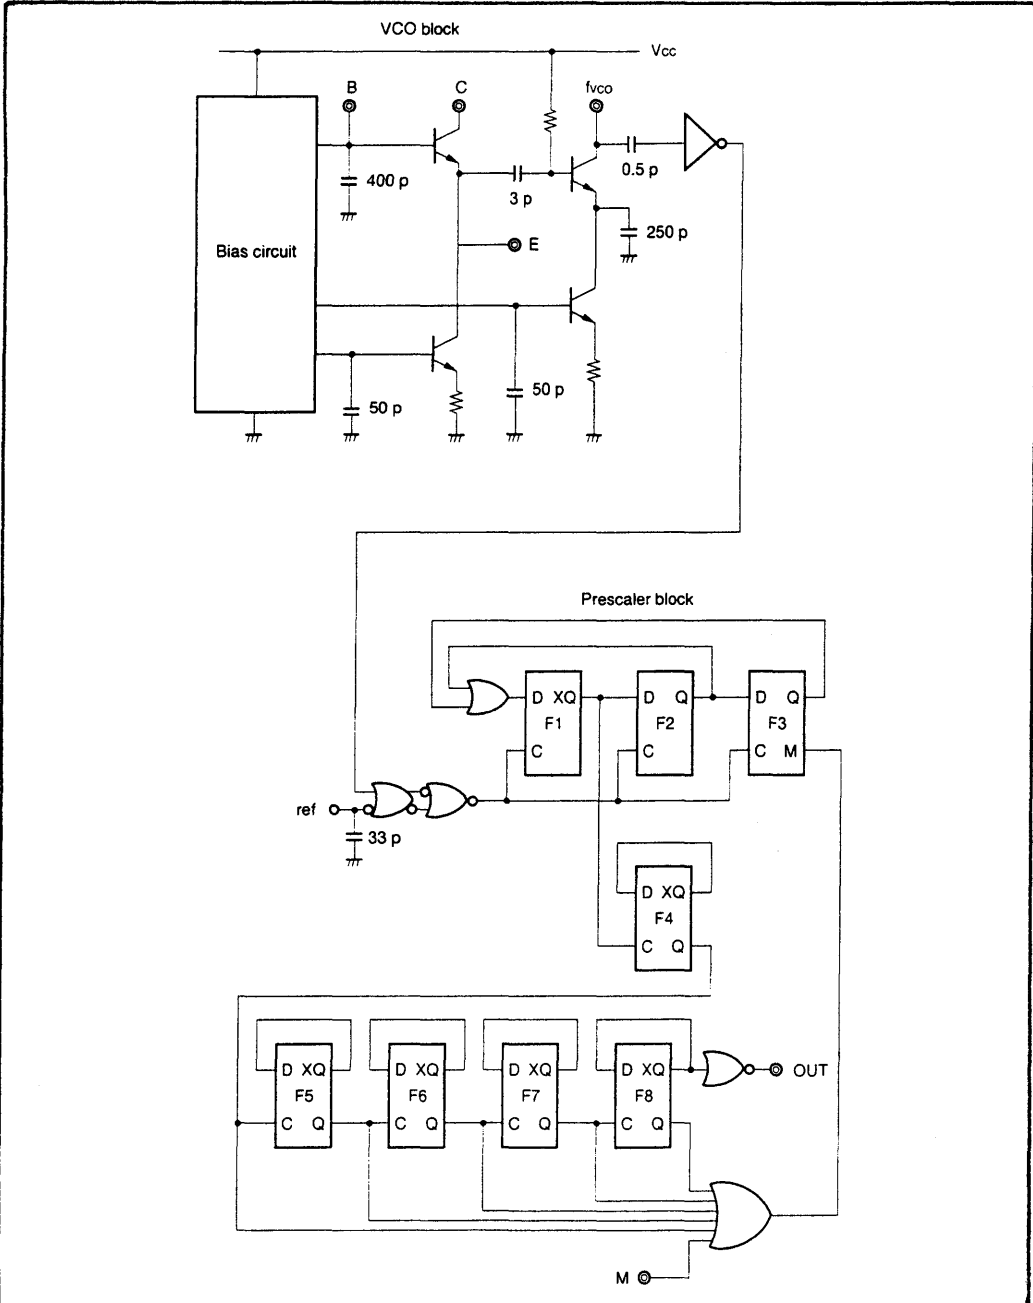 VCO block
Vcc
B
C
fvco
400 p
3 p
0.5 p
250 p
E
Bias circuit
50 p
50 p
Prescaler block
D XQ
F1
C
D Q
F2
C
D Q
F3
C M
ref
33 p
D XQ
F4
C Q
D XQ
F5
C Q
D XQ
F6
C Q
D XQ
F7
C Q
D XQ
F8
C Q
OUT
M